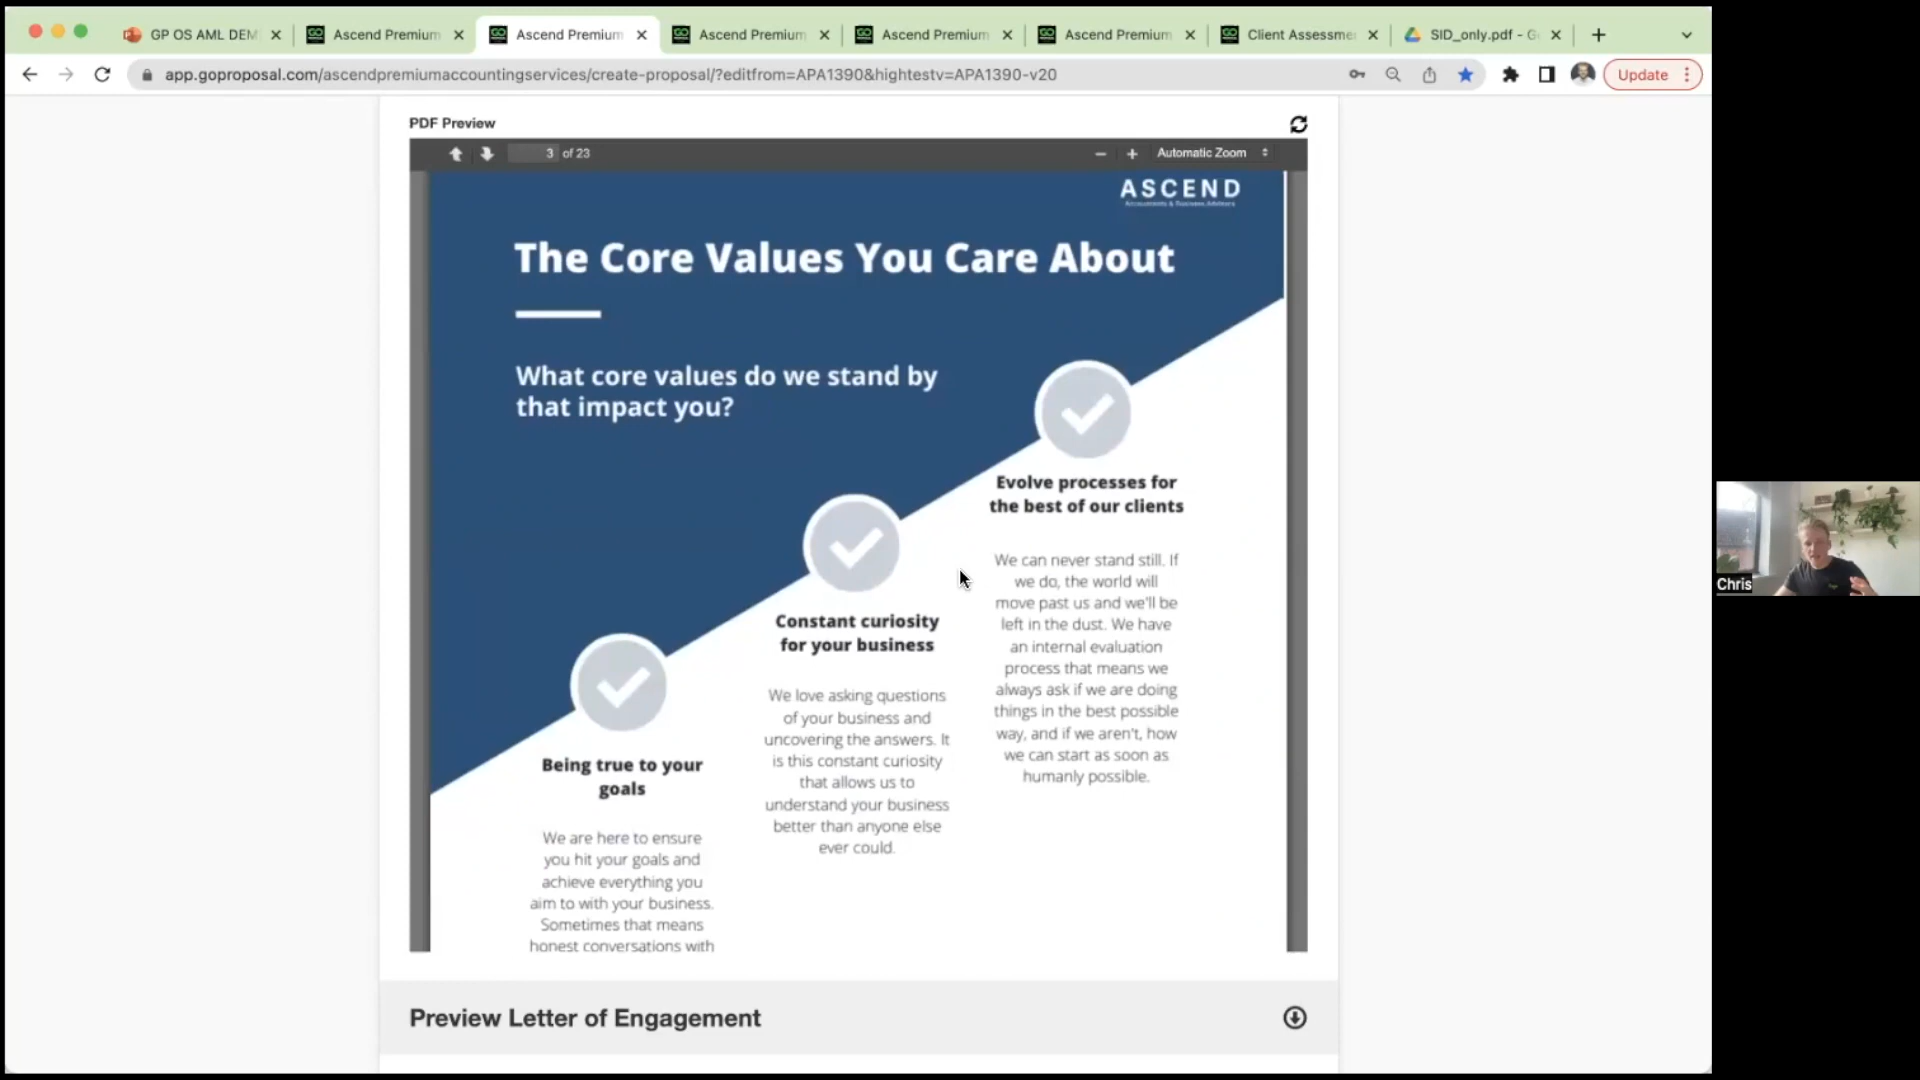 GP OS AML DEM
Ascend Premium
Ascend Premium
Ascend Premium
Ascend Premium
Ascend Premium
Client Assessme
SID_only.pdf - G
app.goproposal.com/ascendpremiumaccountingservices/create-proposal/?editfrom=APA1390&hightestv=APA1390-v20
Update
PDF Preview
3 of 23
Automatic Zoom
ASCEND
Accountants & Business Advisors
The Core Values You Care About
What core values do we stand by
that impact you?
Evolve processes for
the best of our clients
We can never stand still. If
we do, the world will
move past us and we'll be
left in the dust. We have
an internal evaluation
process that means we
always ask if we are doing
things in the best possible
way, and if we aren't, how
we can start as soon as
humanly possible.
Constant curiosity
for your business
We love asking questions
of your business and
uncovering the answers. It
is this constant curiosity
that allows us to
understand your business
better than anyone else
ever could.
Being true to your
goals
We are here to ensure
you hit your goals and
achieve everything you
aim to with your business.
Sometimes that means
honest conversations with
Preview Letter of Engagement
Chris